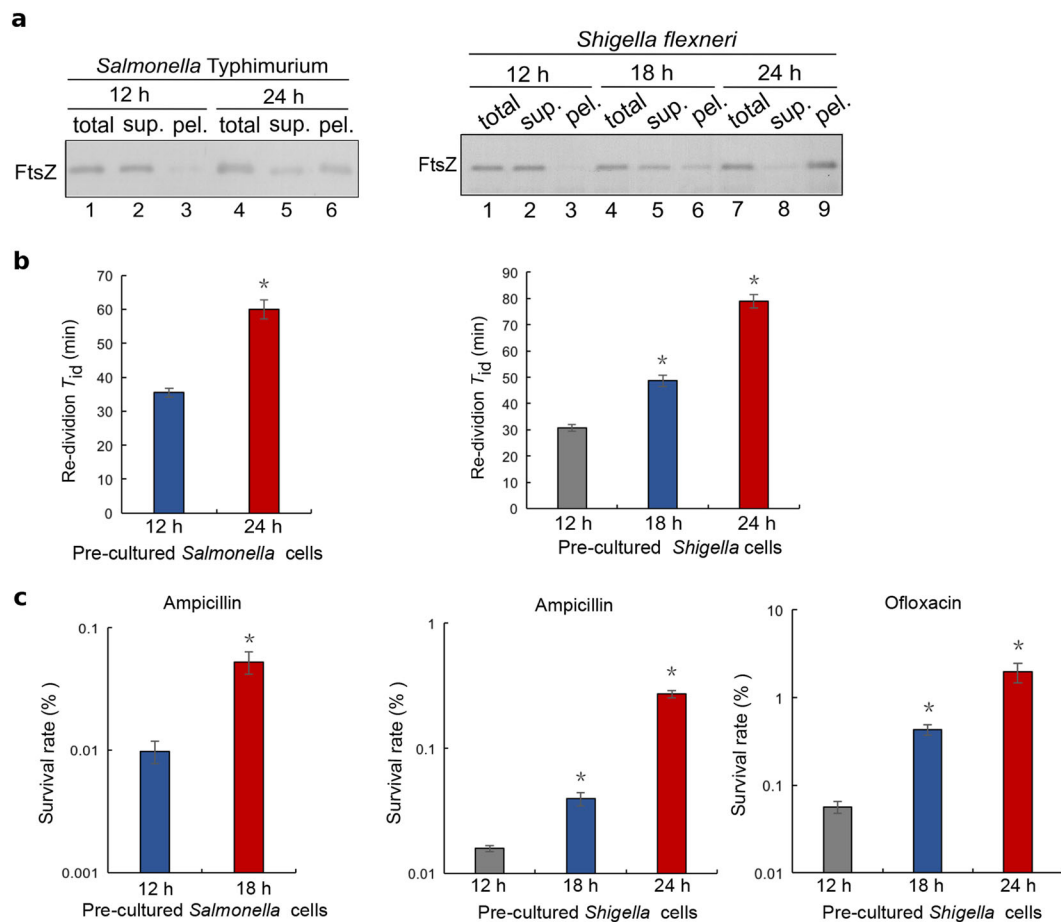 a
Salmonella Typhimurium
12 h 24 h
total sup. pel. total sup. pel.
FtsZ
1 2 3 4 5 6
Shigella flexneri
12 h 18 h 24 h
total sup. pel. total sup. pel. total sup. pel.
FtsZ
1 2 3 4 5 6 7 8 9
b
Re-dividion Tid (min)
70
60
50
40
30
20
10
0
*
12 h 24 h
Pre-cultured Salmonella cells
Re-dividion Tid (min)
90
80
70
60
50
40
30
20
10
0
* *
12 h 18 h 24 h
Pre-cultured Shigella cells
c
Ampicillin
Survival rate (% )
0.1
0.01
0.001
*
12 h 18 h
Pre-cultured Salmonella cells
Ampicillin
Survival rate (% )
1
0.1
0.01
* *
12 h 18 h 24 h
Pre-cultured Shigella cells
Ofloxacin
Survival rate (% )
10
1
0.1
0.01
* *
12 h 18 h 24 h
Pre-cultured Shigella cells